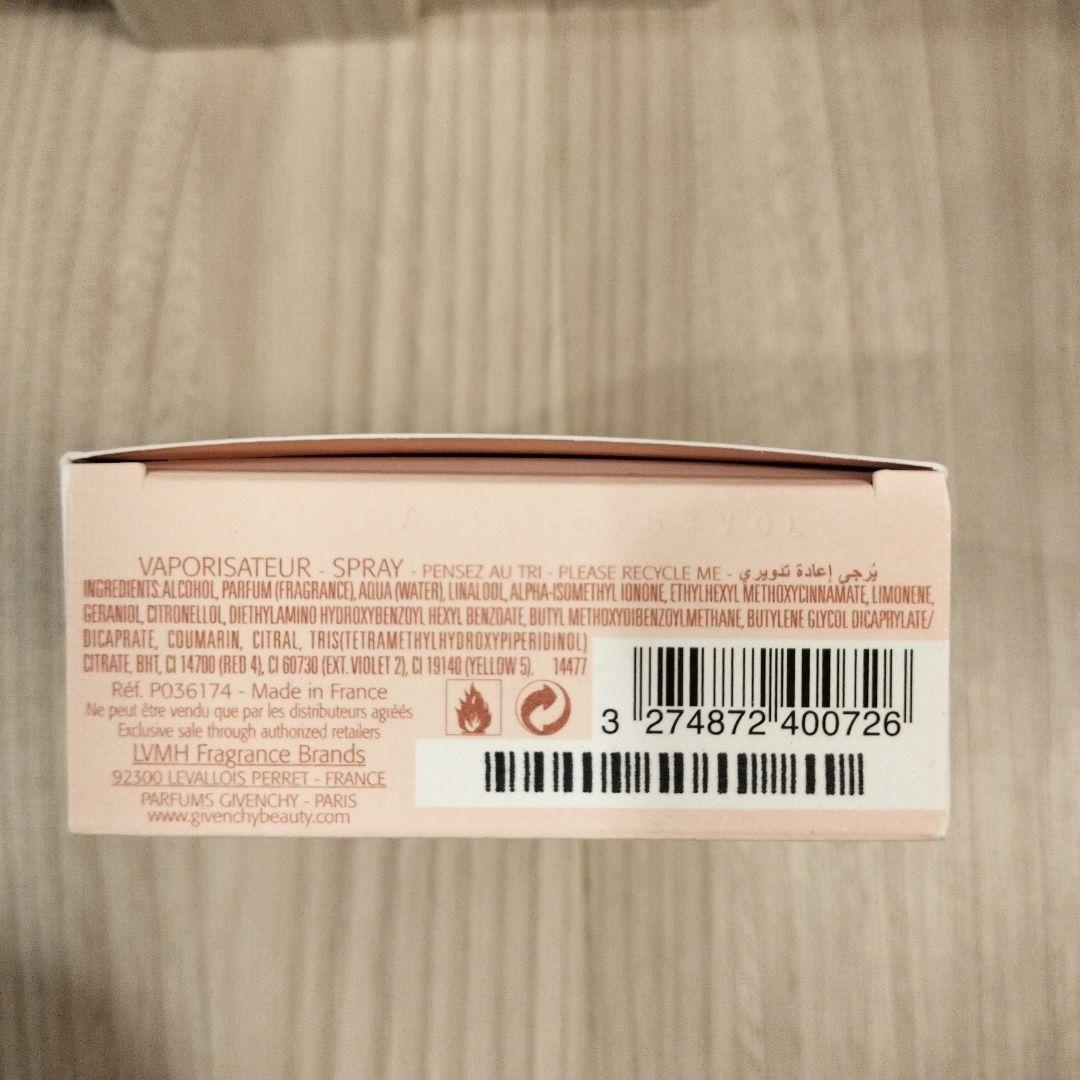 VAPORISATEUR - SPRAY - PENSEZ AU TRI - PLEASE RECYCLE ME - يُرجى إعادة تدويري
INGREDIENTS: ALCOHOL, PARFUM (FRAGRANCE), AQUA (WATER), LINALOOL, ALPHA-ISOMETHYL IONONE, ETHYLHEXYL METHOXYCINNAMATE, LIMONENE,
GERANIOL, CITRONELLOL, DIETHYLAMINO HYDROXYBENZOYL HEXYL BENZOATE, BUTYL METHOXYDIBENZOYLMETHANE, BUTYLENE GLYCOL DICAPRYLATE/
DICAPRATE, COUMARIN, CITRAL, TRIS(TETRAMETHYLHYDROXYPIPERIDINOL)
CITRATE, BHT, CI 14700 (RED 4), CI 60730 (EXT. VIOLET 2), CI 19140 (YELLOW 5). 14477
Réf. P036174 - Made in France
Ne peut être vendu que par les distributeurs agréés
Exclusive sale through authorized retailers
LVMH Fragrance Brands
92300 LEVALLOIS PERRET - FRANCE
PARFUMS GIVENCHY - PARIS
www.givenchybeauty.com
3 274872 400726